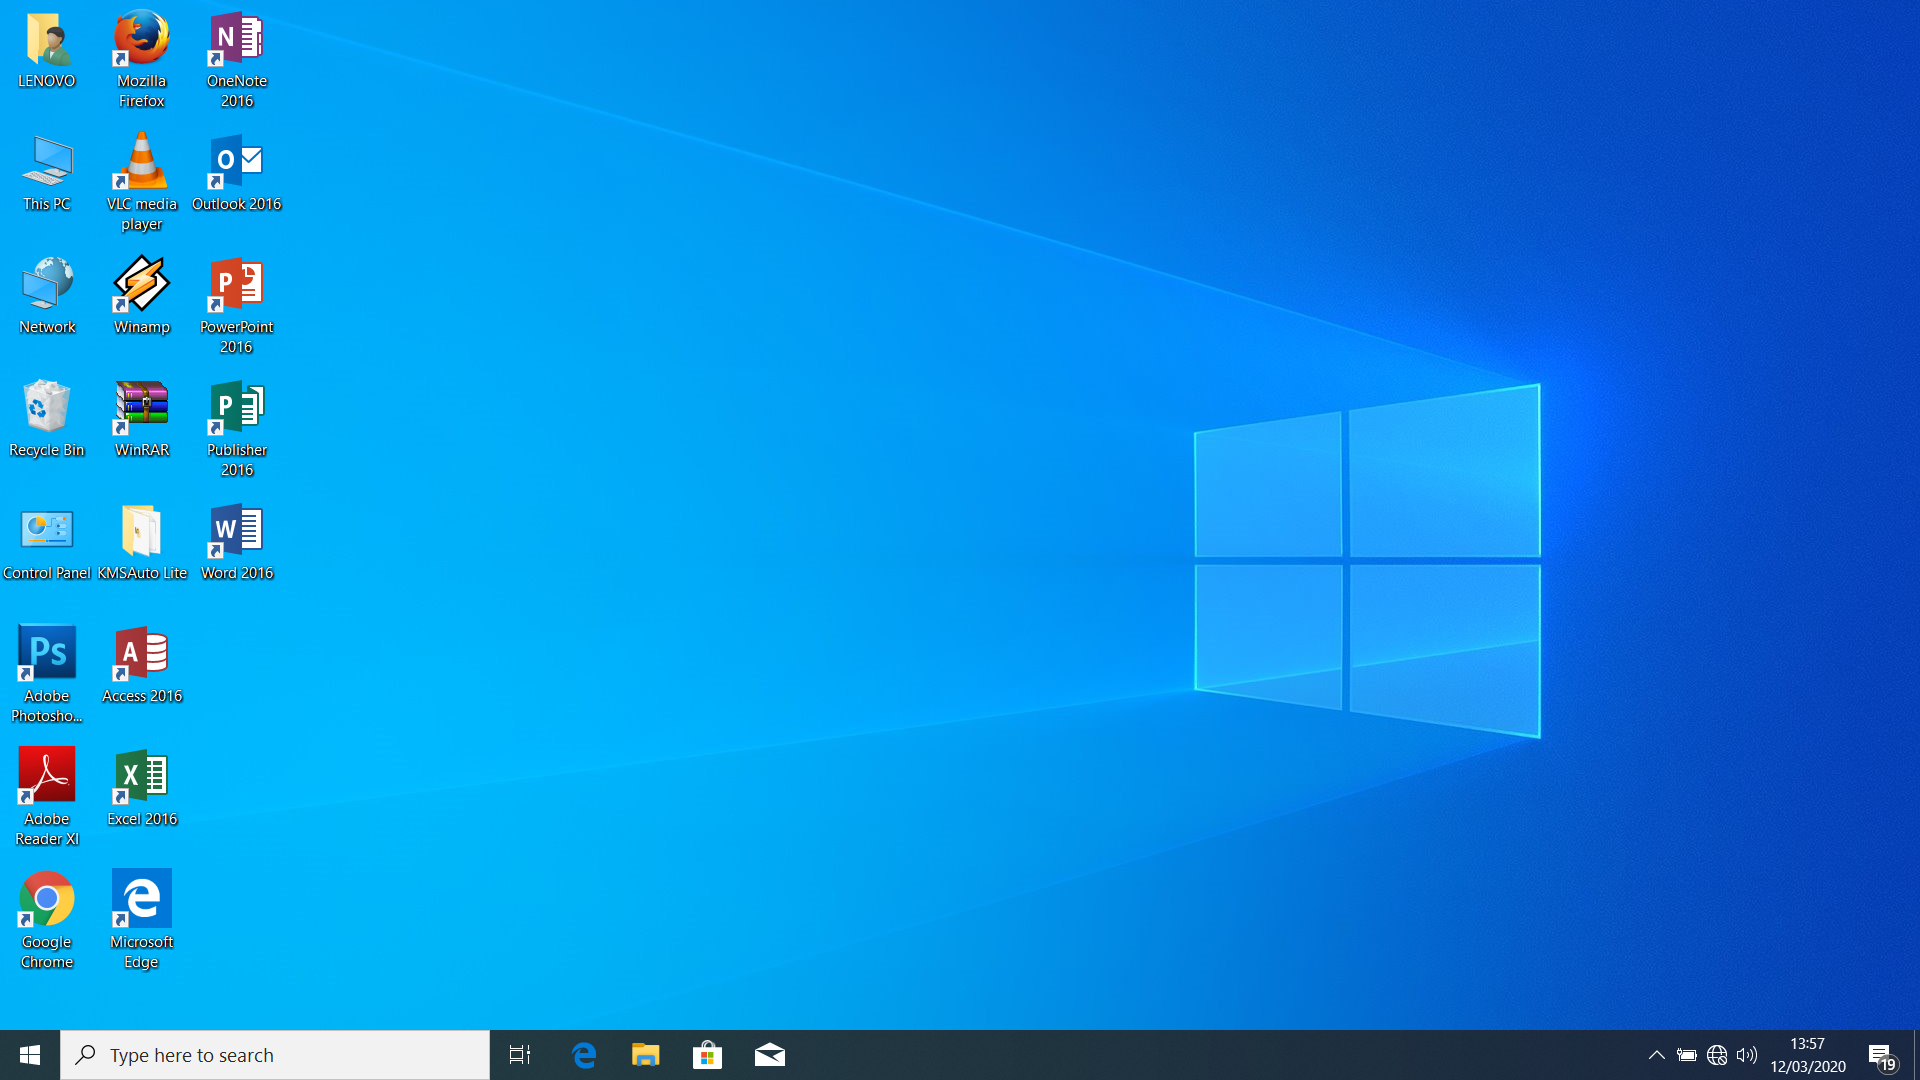 LENOVO
Mozilla
Firefox
OneNote
2016
This PC
VLC media
player
Outlook 2016
Network
Winamp
PowerPoint
2016
Recycle Bin
WinRAR
Publisher
2016
Control Panel
KMSAuto Lite
Word 2016
Ps
Adobe
Photosho...
Access 2016
Adobe
Reader XI
Excel 2016
Google
Chrome
Microsoft
Edge
Type here to search
13:57
12/03/2020
19